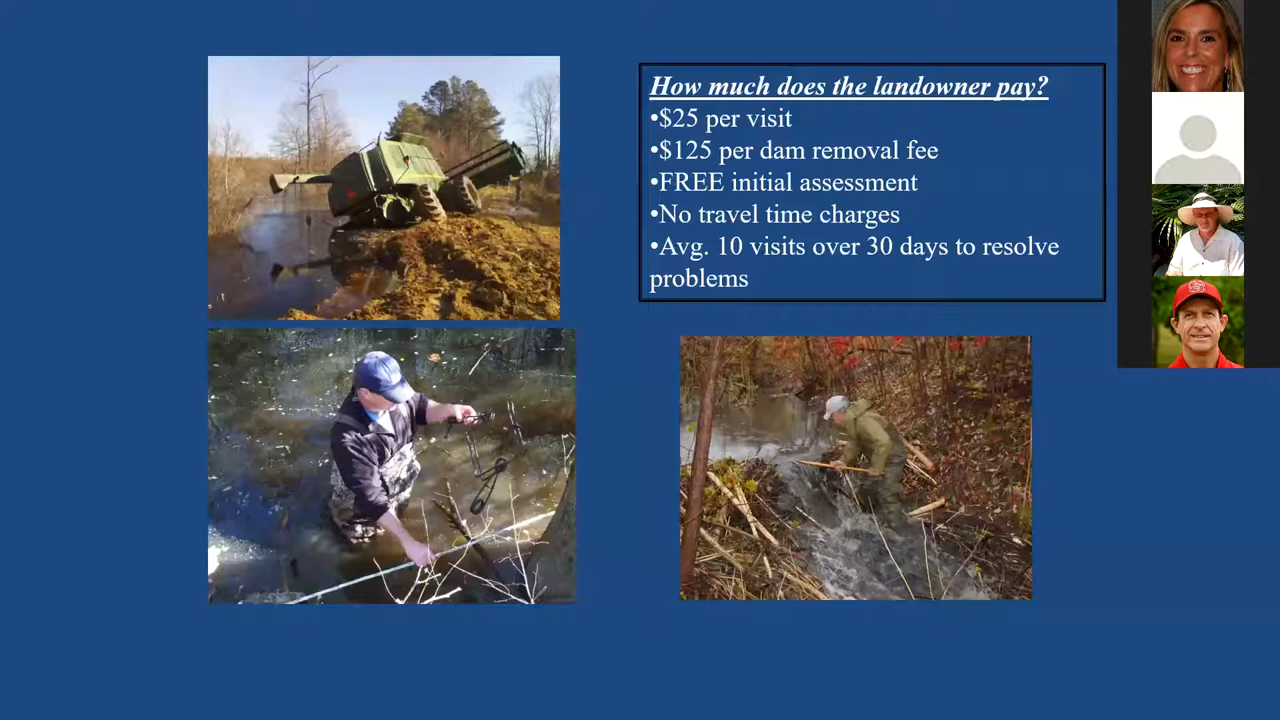 How much does the landowner pay?
•$25 per visit
•$125 per dam removal fee
•FREE initial assessment
•No travel time charges
•Avg. 10 visits over 30 days to resolve
problems